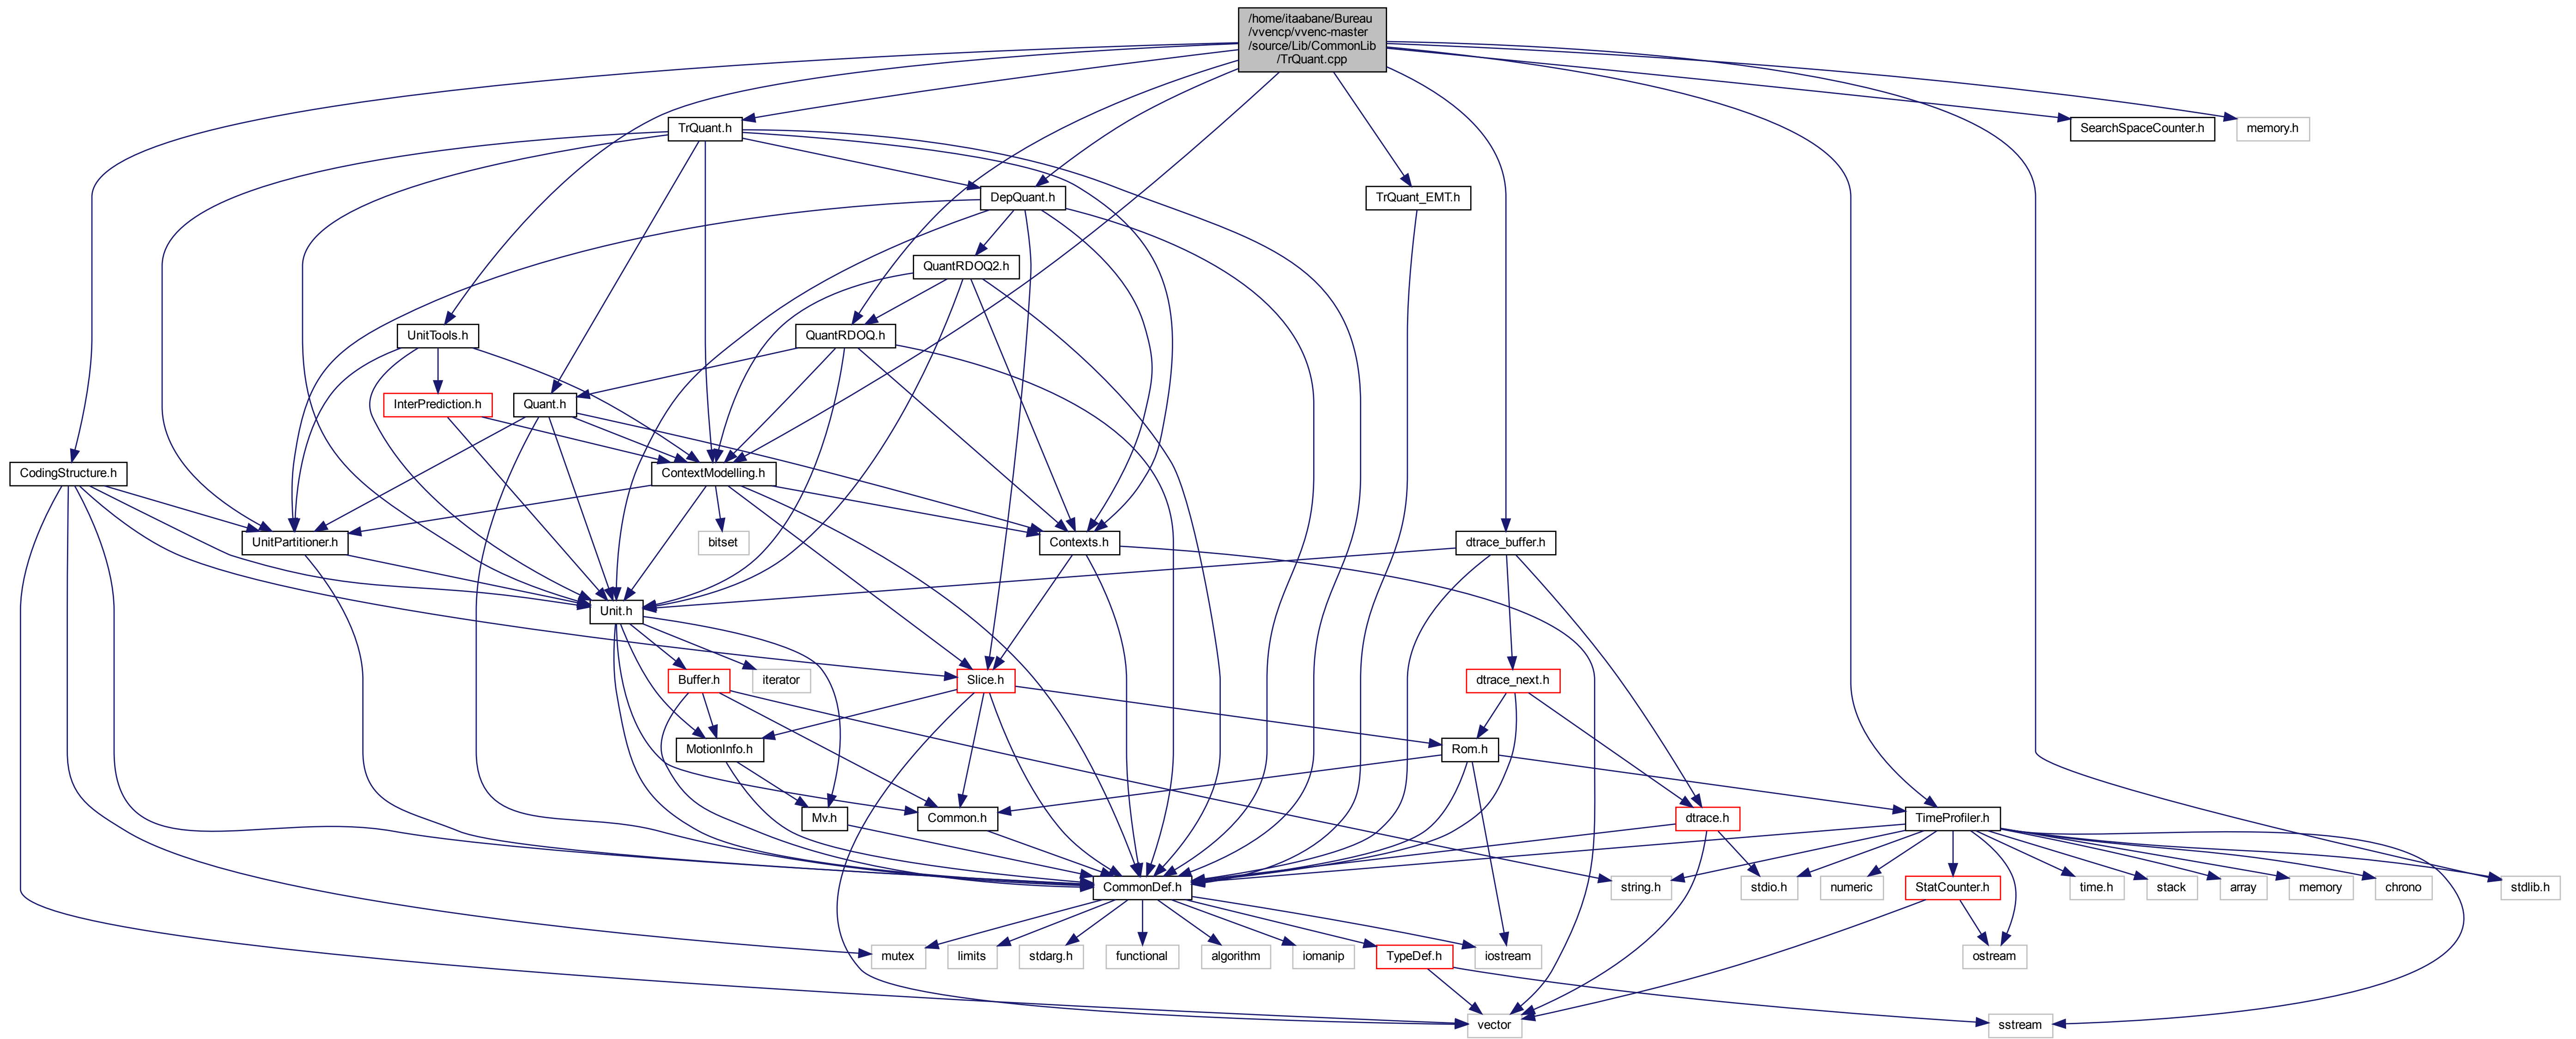 /home/itaabane/Bureau
/vvencp/vvenc-master
/source/Lib/CommonLib
/TrQuant.cpp
TrQuant.h
SearchSpaceCounter.h
memory.h
DepQuant.h
TrQuant_EMT.h
QuantRDOQ2.h
UnitTools.h
QuantRDOQ.h
InterPrediction.h
Quant.h
CodingStructure.h
ContextModelling.h
UnitPartitioner.h
bitset
Contexts.h
dtrace_buffer.h
Unit.h
Buffer.h
iterator
Slice.h
dtrace_next.h
MotionInfo.h
Rom.h
Mv.h
Common.h
dtrace.h
TimeProfiler.h
CommonDef.h
string.h
stdio.h
numeric
StatCounter.h
time.h
stack
array
memory
chrono
stdlib.h
mutex
limits
stdarg.h
functional
algorithm
iomanip
TypeDef.h
iostream
ostream
vector
sstream